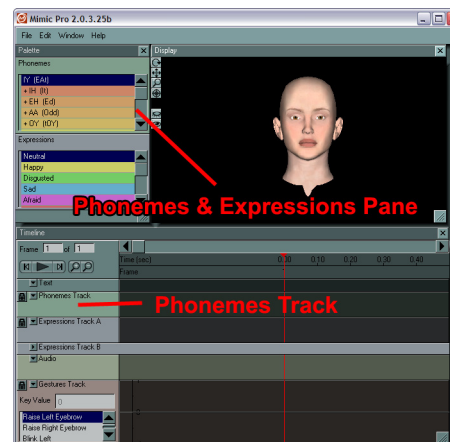 Mimic Pro 2.0.3.25b
File Edit Window Help
Palette
Display
Phonemes
IY (EAt)
+ IH (It)
+ EH (Ed)
+ AA (Odd)
+ OY (tOY)
Expressions
Neutral
Happy
Disgusted
Sad
Afraid
Phonemes & Expressions Pane
Timeline
Frame 1 of 1
Time (sec) 0,00 0,10 0,20 0,30 0,40
Frame
Text
Phonemes Track
Phonemes Track
Expressions Track A
Expressions Track B
Audio
Gestures Track
Key Value 0
Raise Left Eyebrow
Raise Right Eyebrow
Blink Left